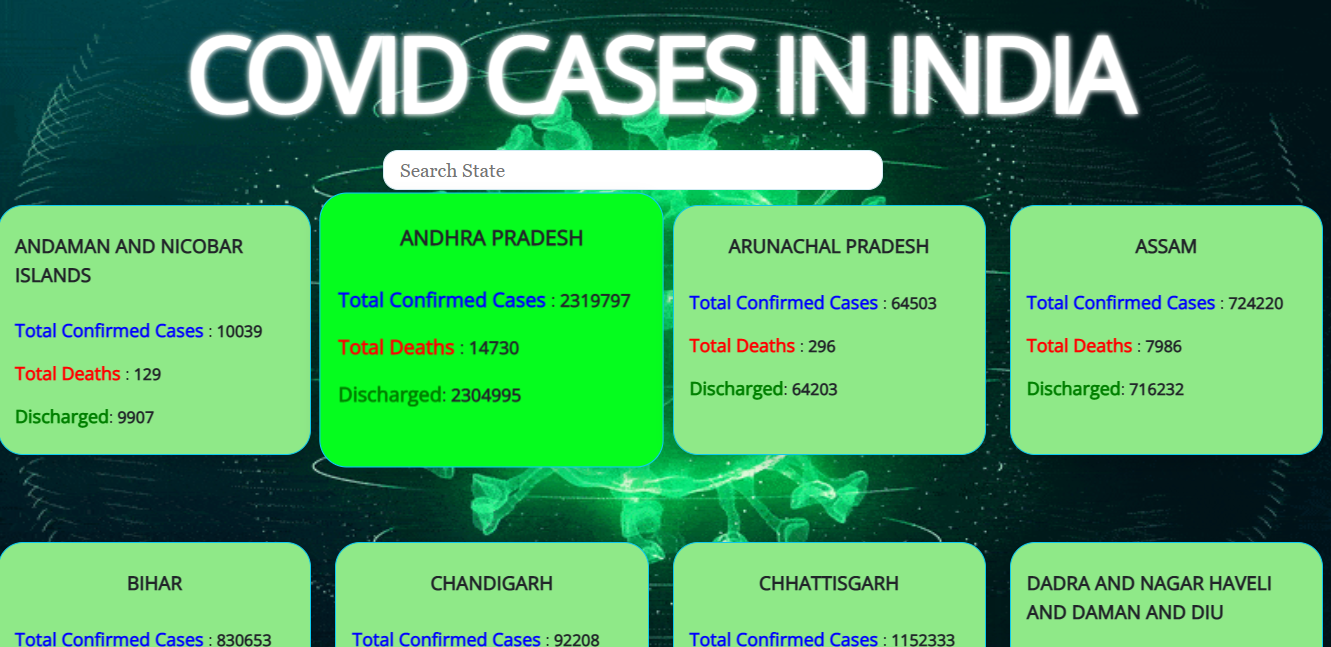 COVID CASES IN INDIA
Search State
ANDAMAN AND NICOBAR
ISLANDS
Total Confirmed Cases : 10039
Total Deaths : 129
Discharged: 9907
ANDHRA PRADESH
Total Confirmed Cases : 2319797
Total Deaths : 14730
Discharged: 2304995
ARUNACHAL PRADESH
Total Confirmed Cases : 64503
Total Deaths : 296
Discharged: 64203
ASSAM
Total Confirmed Cases : 724220
Total Deaths : 7986
Discharged: 716232
BIHAR
Total Confirmed Cases : 830653
CHANDIGARH
Total Confirmed Cases : 92208
CHHATTISGARH
Total Confirmed Cases : 1152333
DADRA AND NAGAR HAVELI
AND DAMAN AND DIU